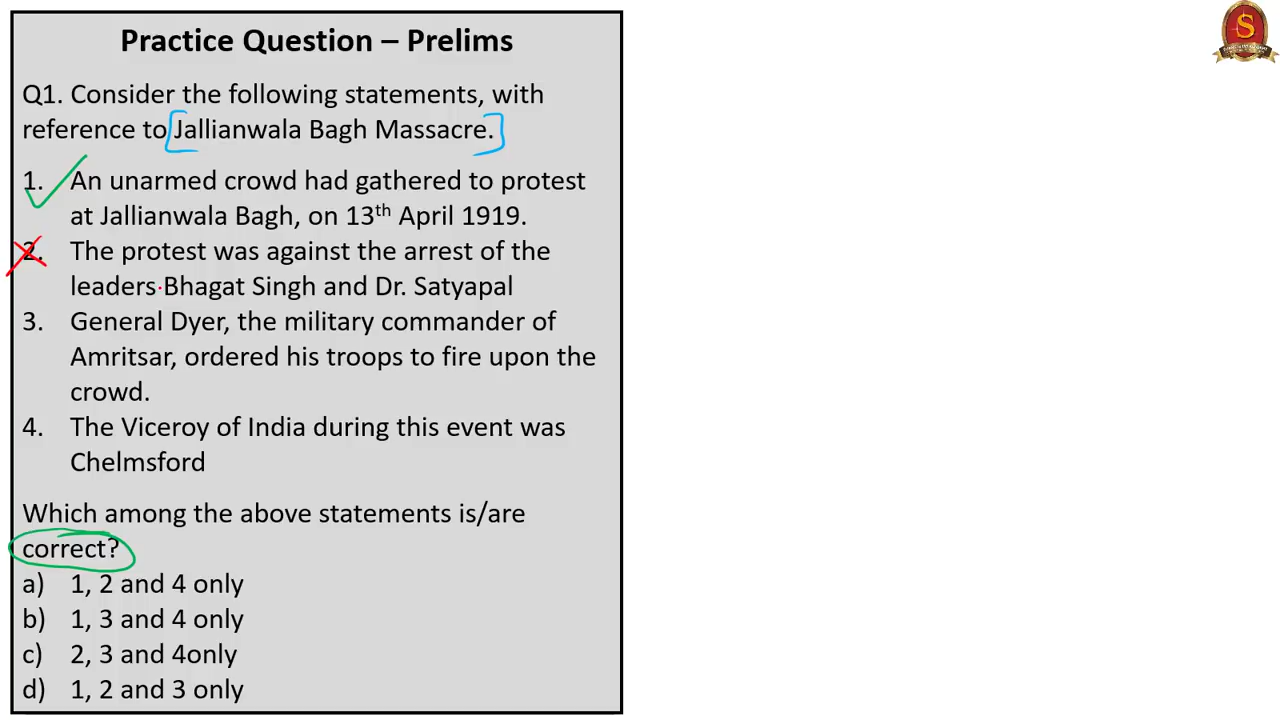 Practice Question – Prelims
Q1. Consider the following statements, with
reference to Jallianwala Bagh Massacre.
1. An unarmed crowd had gathered to protest
at Jallianwala Bagh, on 13th April 1919.
2. The protest was against the arrest of the
leaders Bhagat Singh and Dr. Satyapal
3. General Dyer, the military commander of
Amritsar, ordered his troops to fire upon the
crowd.
4. The Viceroy of India during this event was
Chelmsford
Which among the above statements is/are
correct?
a) 1, 2 and 4 only
b) 1, 3 and 4 only
c) 2, 3 and 4only
d) 1, 2 and 3 only
S